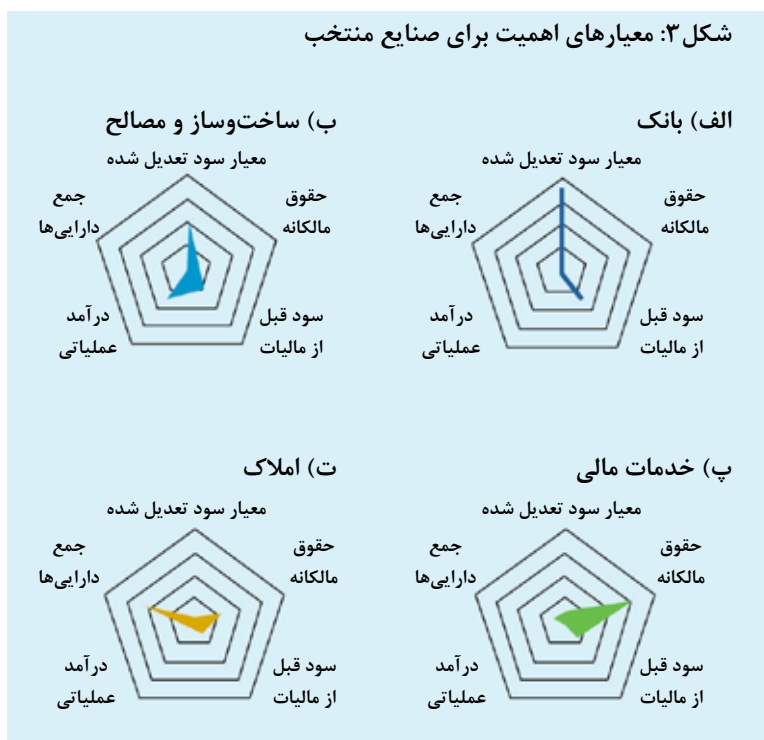 شکل۳: معیارهای اهمیت برای صنایع منتخب
الف) بانک
معیار سود تعدیل شده
حقوق
مالکانه
سود قبل
از مالیات
درآمد
عملیاتی
جمع
دارایی‌ها
ب) ساخت‌وساز و مصالح
معیار سود تعدیل شده
حقوق
مالکانه
سود قبل
از مالیات
درآمد
عملیاتی
جمع
دارایی‌ها
پ) خدمات مالی
معیار سود تعدیل شده
حقوق
مالکانه
سود قبل
از مالیات
درآمد
عملیاتی
جمع
دارایی‌ها
ت) املاک
معیار سود تعدیل شده
حقوق
مالکانه
سود قبل
از مالیات
درآمد
عملیاتی
جمع
دارایی‌ها